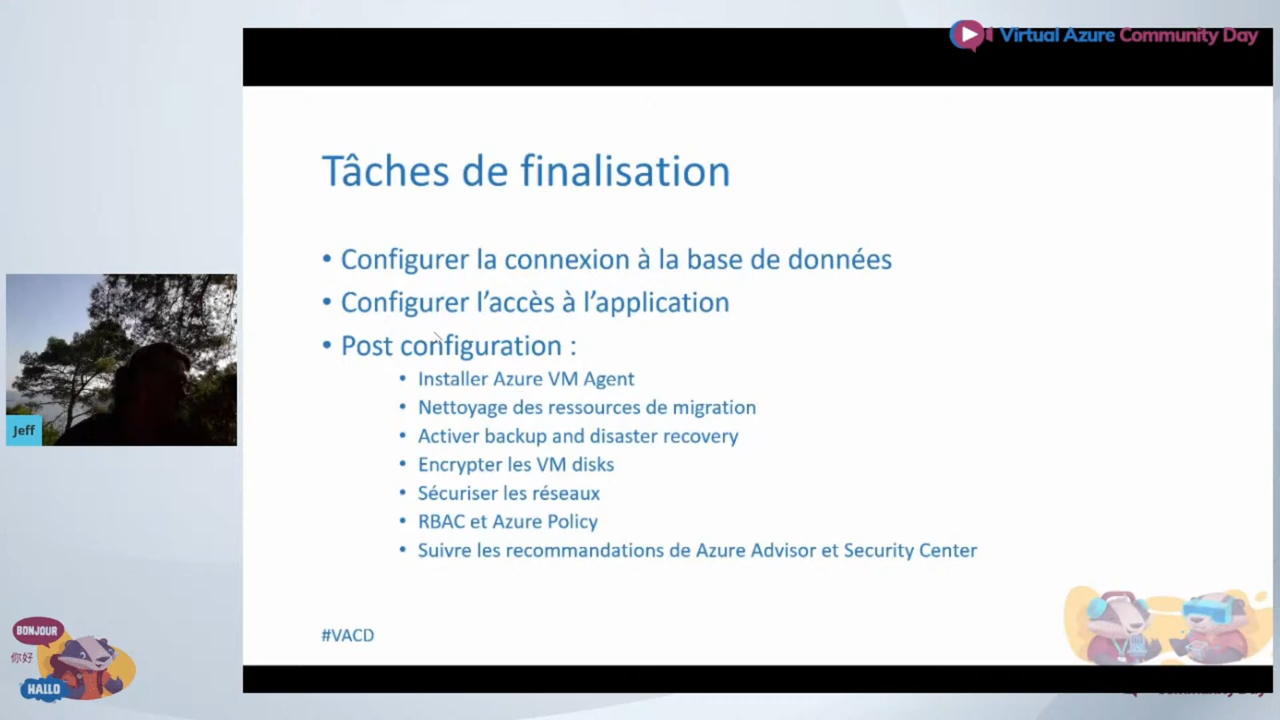 Virtual Azure Community Day
Tâches de finalisation
• Configurer la connexion à la base de données
• Configurer l’accès à l’application
• Post configuration :
• Installer Azure VM Agent
• Nettoyage des ressources de migration
• Activer backup and disaster recovery
• Encrypter les VM disks
• Sécuriser les réseaux
• RBAC et Azure Policy
• Suivre les recommandations de Azure Advisor et Security Center
Jeff
#VACD
BONJOUR
你好
HALLO